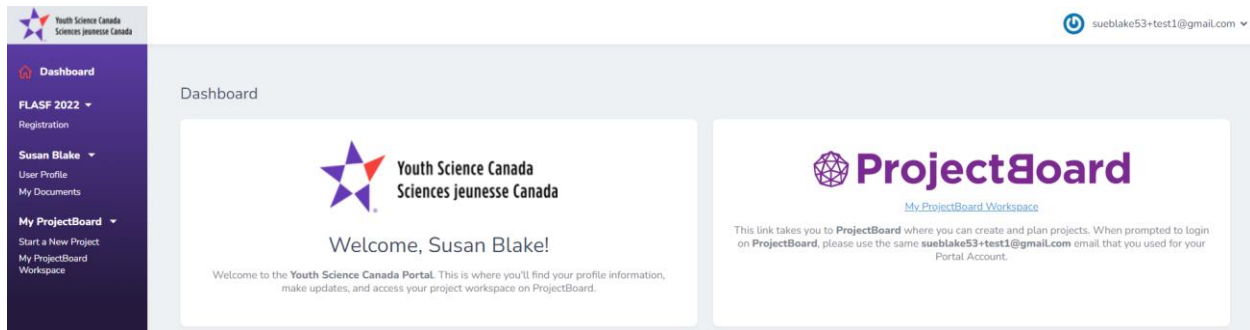 Youth Science Canada
Sciences jeunesse Canada
sueblake53+test1@gmail.com
Dashboard
FLASF 2022
Registration
Susan Blake
User Profile
My Documents
My ProjectBoard
Start a New Project
My ProjectBoard
Workspace
Dashboard
Youth Science Canada
Sciences jeunesse Canada
Welcome, Susan Blake!
Welcome to the Youth Science Canada Portal. This is where you'll find your profile information,
make updates, and access your project workspace on ProjectBoard.
ProjectBoard
My ProjectBoard Workspace
This link takes you to ProjectBoard where you can create and plan projects. When prompted to login
on ProjectBoard, please use the same sueblake53+test1@gmail.com email that you used for your
Portal Account.